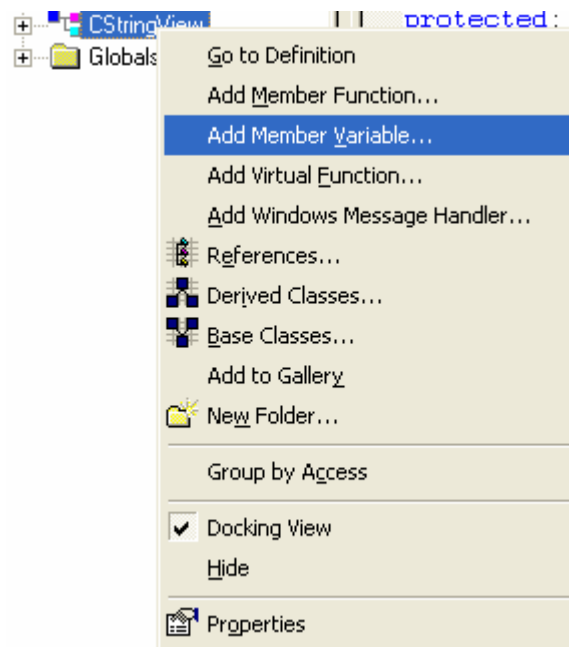 CStringView protected:
Globals
Go to Definition
Add Member Function...
Add Member Variable...
Add Virtual Function...
Add Windows Message Handler...
References...
Derived Classes...
Base Classes...
Add to Gallery
New Folder...
Group by Access
Docking View
Hide
Properties